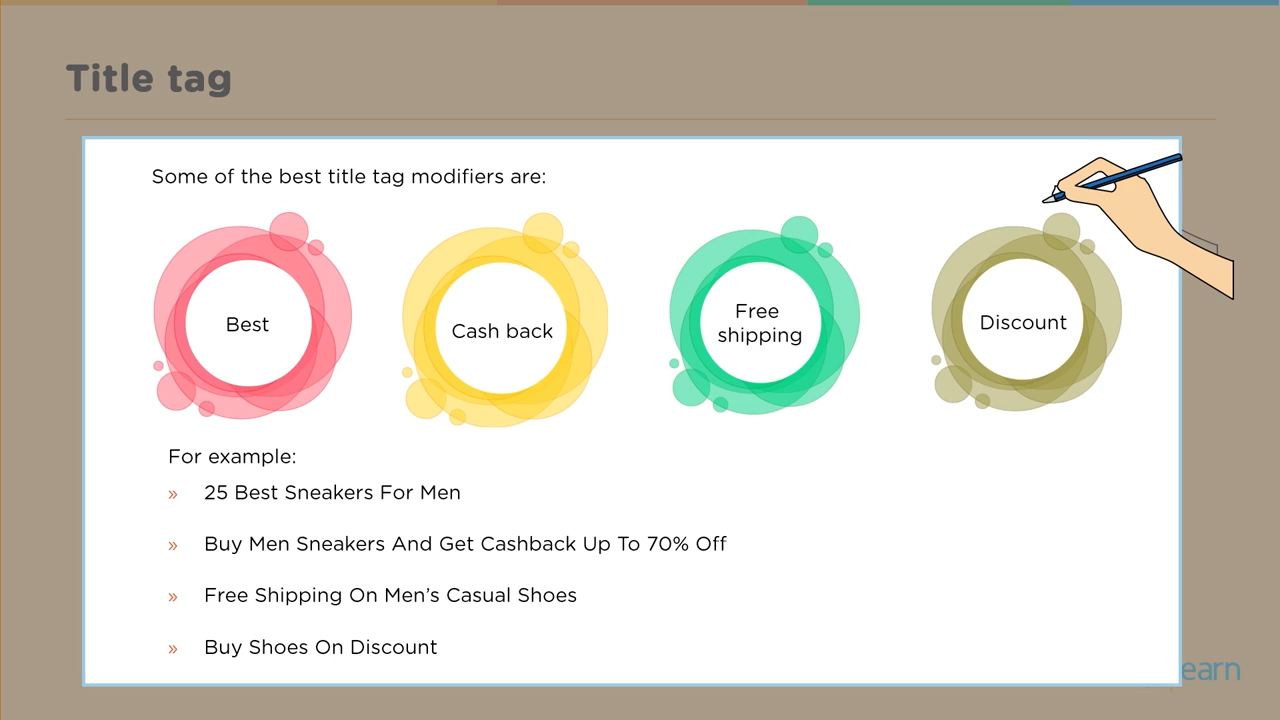 Title tag
Some of the best title tag modifiers are:
Best
Cash back
Free
shipping
Discount
For example:
» 25 Best Sneakers For Men
» Buy Men Sneakers And Get Cashback Up To 70% Off
» Free Shipping On Men’s Casual Shoes
» Buy Shoes On Discount
earn